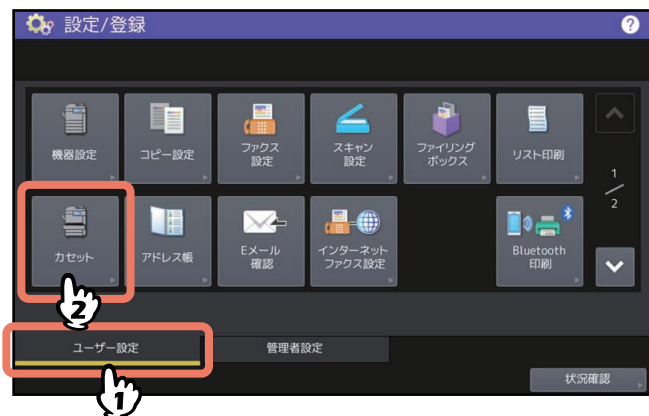 設定/登録
?
機器設定
コピー設定
ファクス
設定
スキャン
設定
ファイリング
ボックス
リスト印刷
1
/
2
カセット
アドレス帳
Eメール
確認
インターネット
ファクス設定
Bluetooth
印刷
2
ユーザー設定
管理者設定
1
状況確認